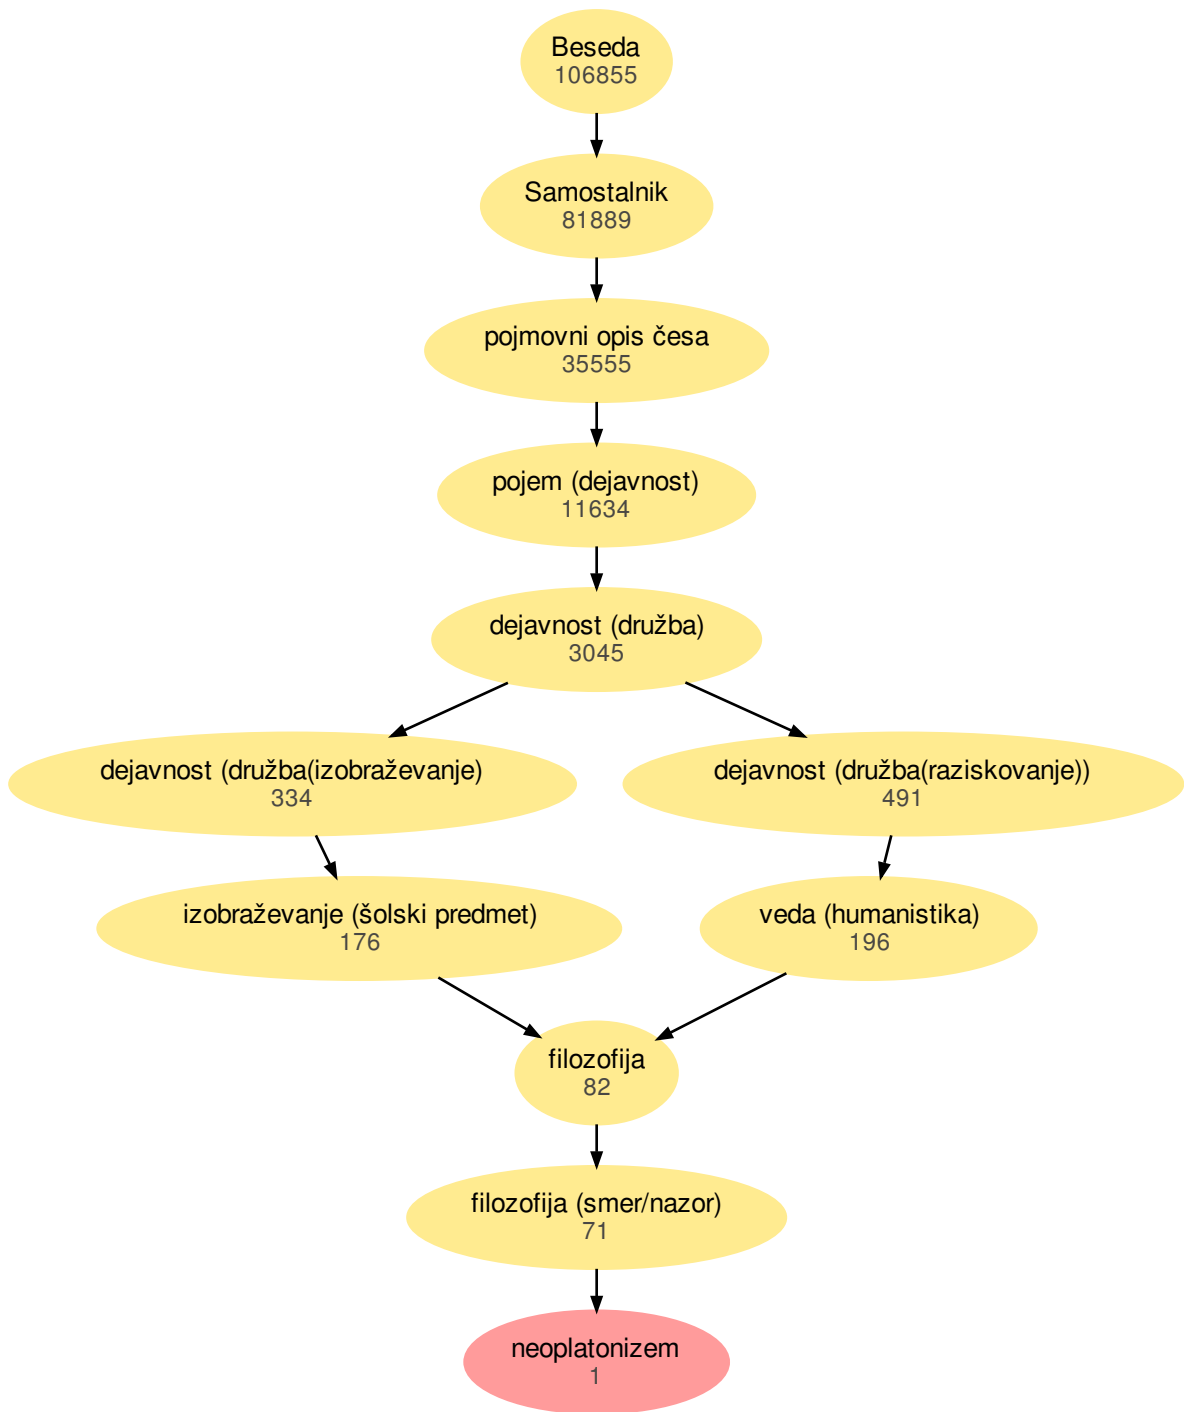 Beseda
106855
Samostalnik
81889
pojmovni opis česa
35555
pojem (dejavnost)
11634
dejavnost (družba)
3045
dejavnost (družba(izobraževanje)
334
dejavnost (družba(raziskovanje))
491
izobraževanje (šolski predmet)
176
veda (humanistika)
196
filozofija
82
filozofija (smer/nazor)
71
neoplatonizem
1